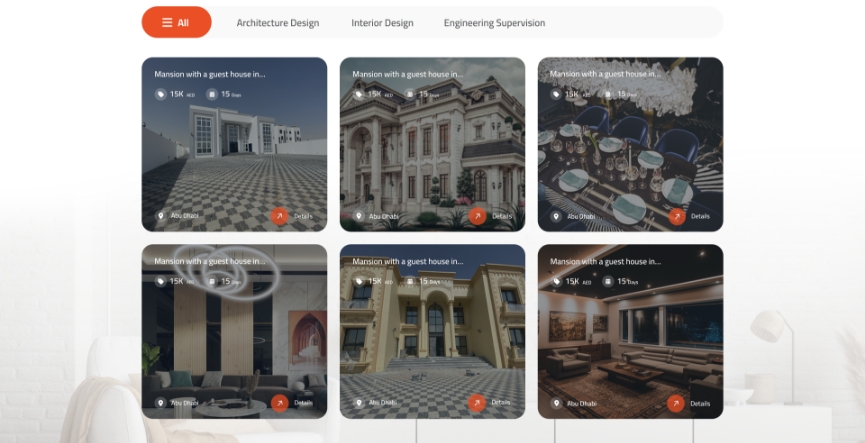 All
Architecture Design
Interior Design
Engineering Supervision
Mansion with a guest house in...
15K AED
15 Days
Abu Dhabi
Details
Mansion with a guest house in...
15K AED
15 Days
Abu Dhabi
Details
Mansion with a guest house in...
15K AED
15 Days
Abu Dhabi
Details
Mansion with a guest house in...
15K AED
15 Days
Abu Dhabi
Details
Mansion with a guest house in...
15K AED
15 Days
Abu Dhabi
Details
Mansion with a guest house in...
15K AED
15 Days
Abu Dhabi
Details